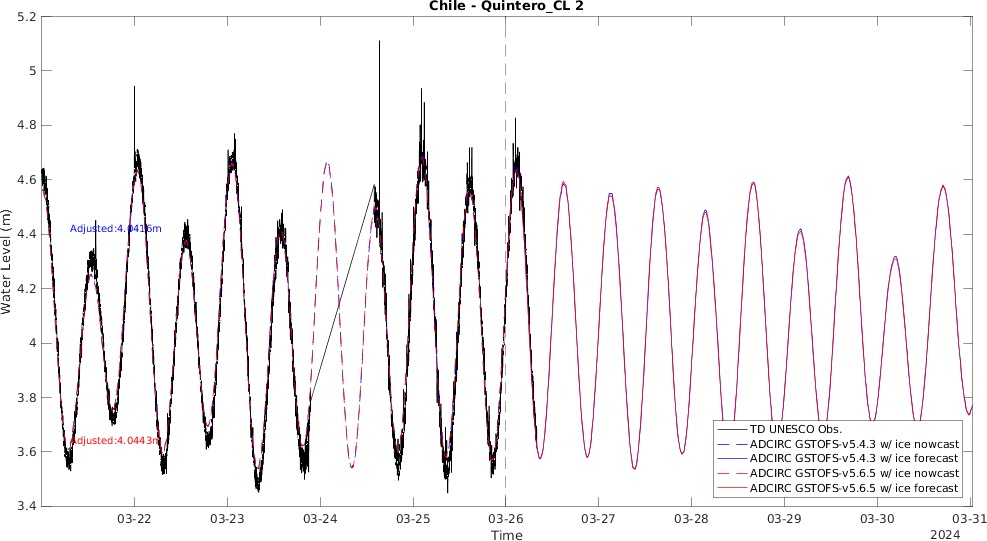 Chile - Quintero_CL 2
5.2
5
4.8
4.6
4.4
4.2
4
3.8
3.6
3.4
Water Level (m)
Adjusted:4.0416m
Adjusted:4.0443m
TD UNESCO Obs.
ADCIRC GSTOFS-v5.4.3 w/ ice nowcast
ADCIRC GSTOFS-v5.4.3 w/ ice forecast
ADCIRC GSTOFS-v5.6.5 w/ ice nowcast
ADCIRC GSTOFS-v5.6.5 w/ ice forecast
03-22 03-23 03-24 03-25 03-26 03-27 03-28 03-29 03-30 03-31
Time
2024